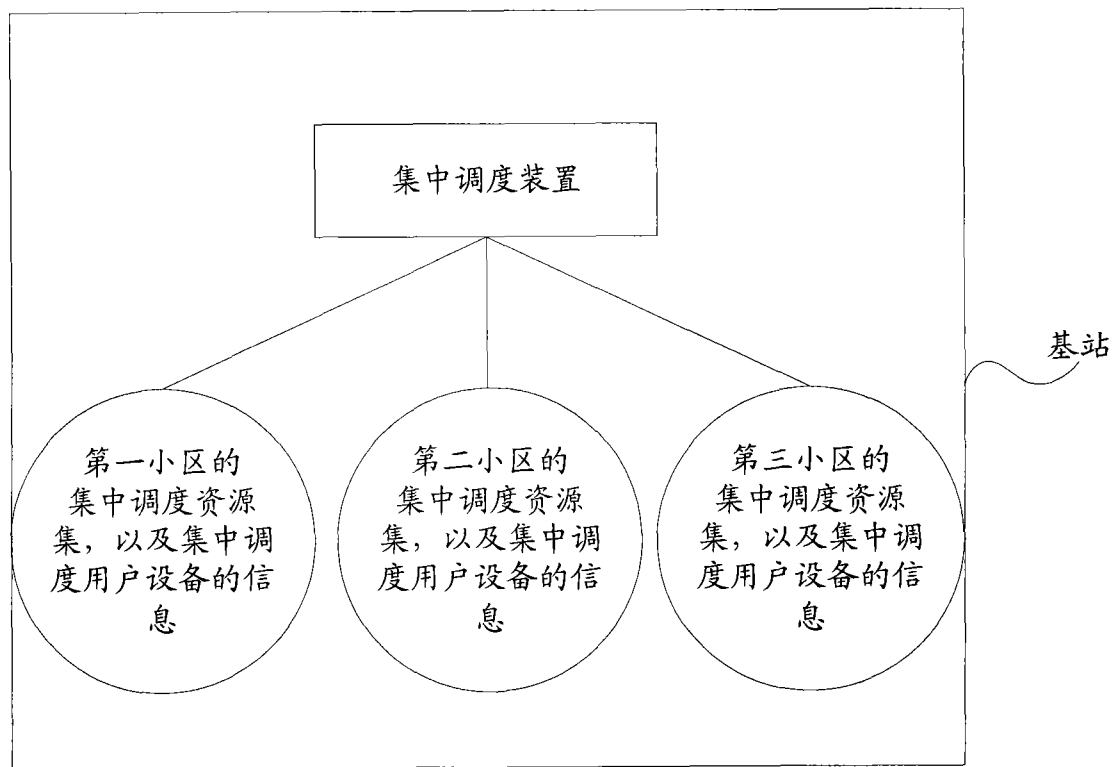 集中调度装置
基站
第一小区的
集中调度资源
集，以及集中调
度用户设备的信
息
第二小区的
集中调度资源
集，以及集中调
度用户设备的信
息
第三小区的
集中调度资源
集，以及集中调
度用户设备的信
息